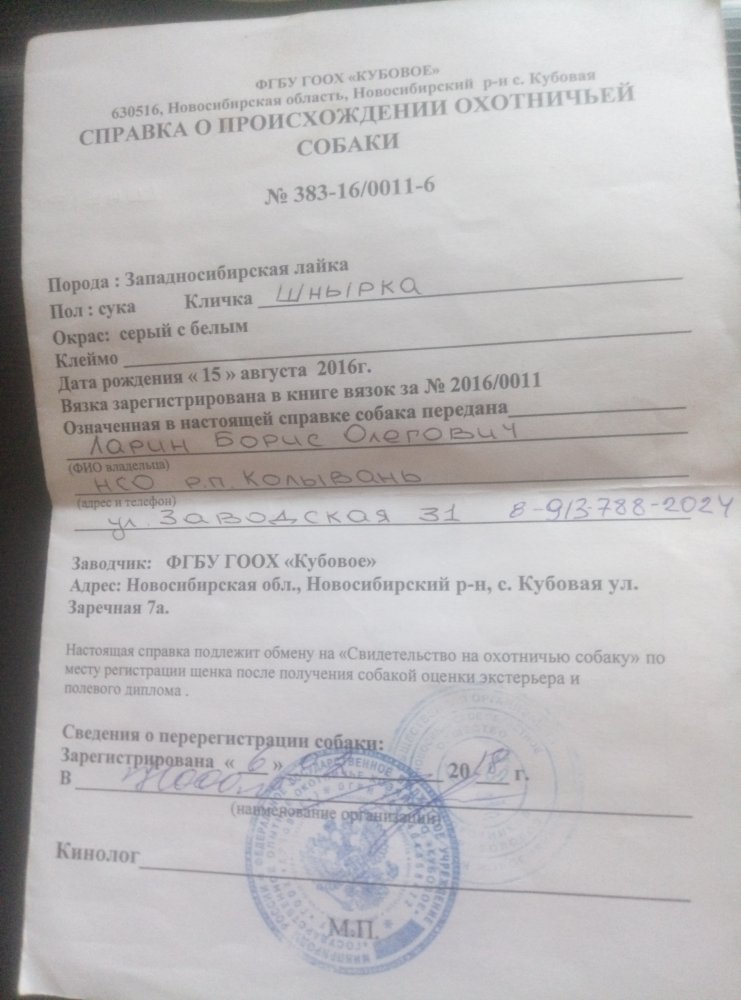 ФГБУ ГООХ «КУБОВОЕ»
630516, Новосибирская область, Новосибирский р-н с. Кубовая
СПРАВКА О ПРОИСХОЖДЕНИИ ОХОТНИЧЬЕЙ
СОБАКИ
№ 383-16/0011-6
Порода : Западносибирская лайка
Пол : сука Кличка Шнырка
Окрас: серый с белым
Клеймо
Дата рождения « 15 » августа 2016г.
Вязка зарегистрирована в книге вязок за № 2016/0011
Означенная в настоящей справке собака передана
Ларин Борис Олегович
(ФИО владельца)
НСО р.п. Колывань
(адрес и телефон)
ул. Заводская 31 8-913-788-2024
Заводчик: ФГБУ ГООХ «Кубовое»
Адрес: Новосибирская обл., Новосибирский р-н, с. Кубовая ул.
Заречная 7а.
Настоящая справка подлежит обмену на «Свидетельство на охотничью собаку» по
месту регистрации щенка после получения собакой оценки экстерьера и
полевого диплома .
Сведения о перерегистрации собаки:
Зарегистрирована « 6 » 2018 г.
В
(наименование организации)
Кинолог
М.П.